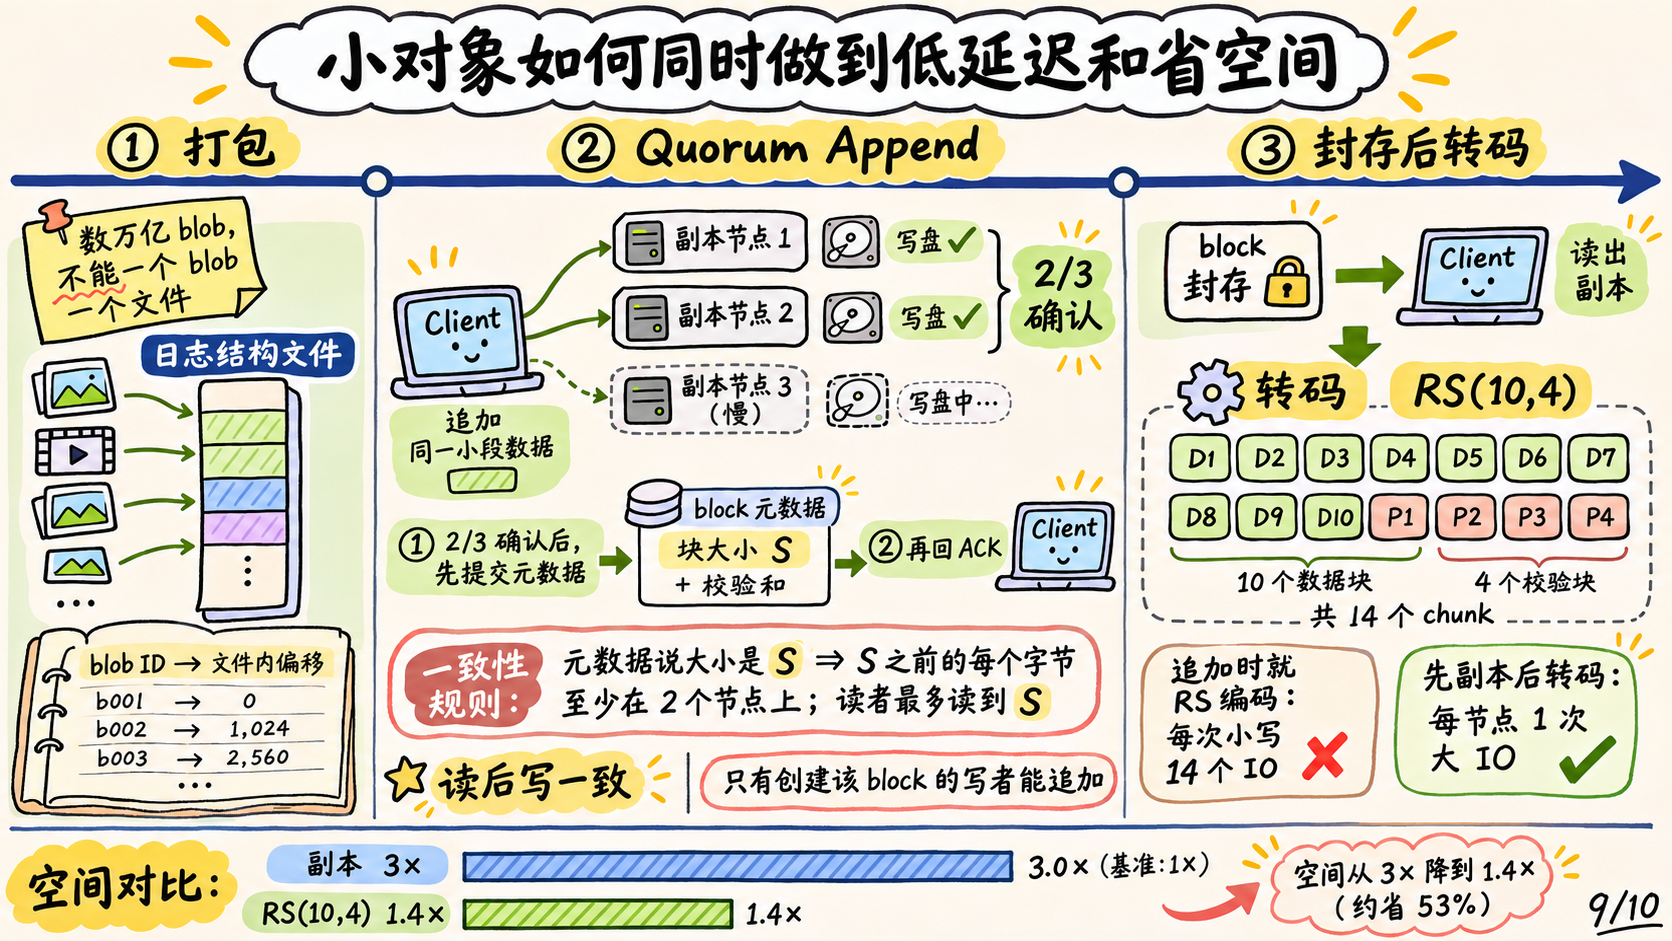 小对象如何同时做到低延迟和省空间
① 打包
② Quorum Append
③ 封存后转码
数万亿 blob,
不能一个 blob
一个文件
日志结构文件
blob ID → 文件内偏移
b001 → 0
b002 → 1,024
b003 → 2,560
...
Client
追加
同一小段数据
副本节点 1
写盘 ✓
副本节点 2
写盘 ✓
副本节点 3
(慢)
写盘中…
2/3
确认
① 2/3 确认后,
先提交元数据
block 元数据
块大小 S
+ 校验和
② 再回 ACK
Client
一致性
规则:
元数据说大小是 S ⇒ S 之前的每个字节
至少在 2 个节点上; 读者最多读到 S
读后写一致
只有创建该 block 的写者能追加
block
封存
Client
读出
副本
转码
RS(10,4)
D1 D2 D3 D4 D5 D6 D7
D8 D9 D10 P1 P2 P3 P4
10 个数据块
4 个校验块
共 14 个 chunk
追加时就
RS 编码:
每次小写
14 个 IO
先副本后转码:
每节点 1 次
大 IO
空间对比:
副本 3×
3.0× (基准:1×)
RS(10,4) 1.4×
1.4×
空间从 3× 降到 1.4×
(约省 53%)
9/10